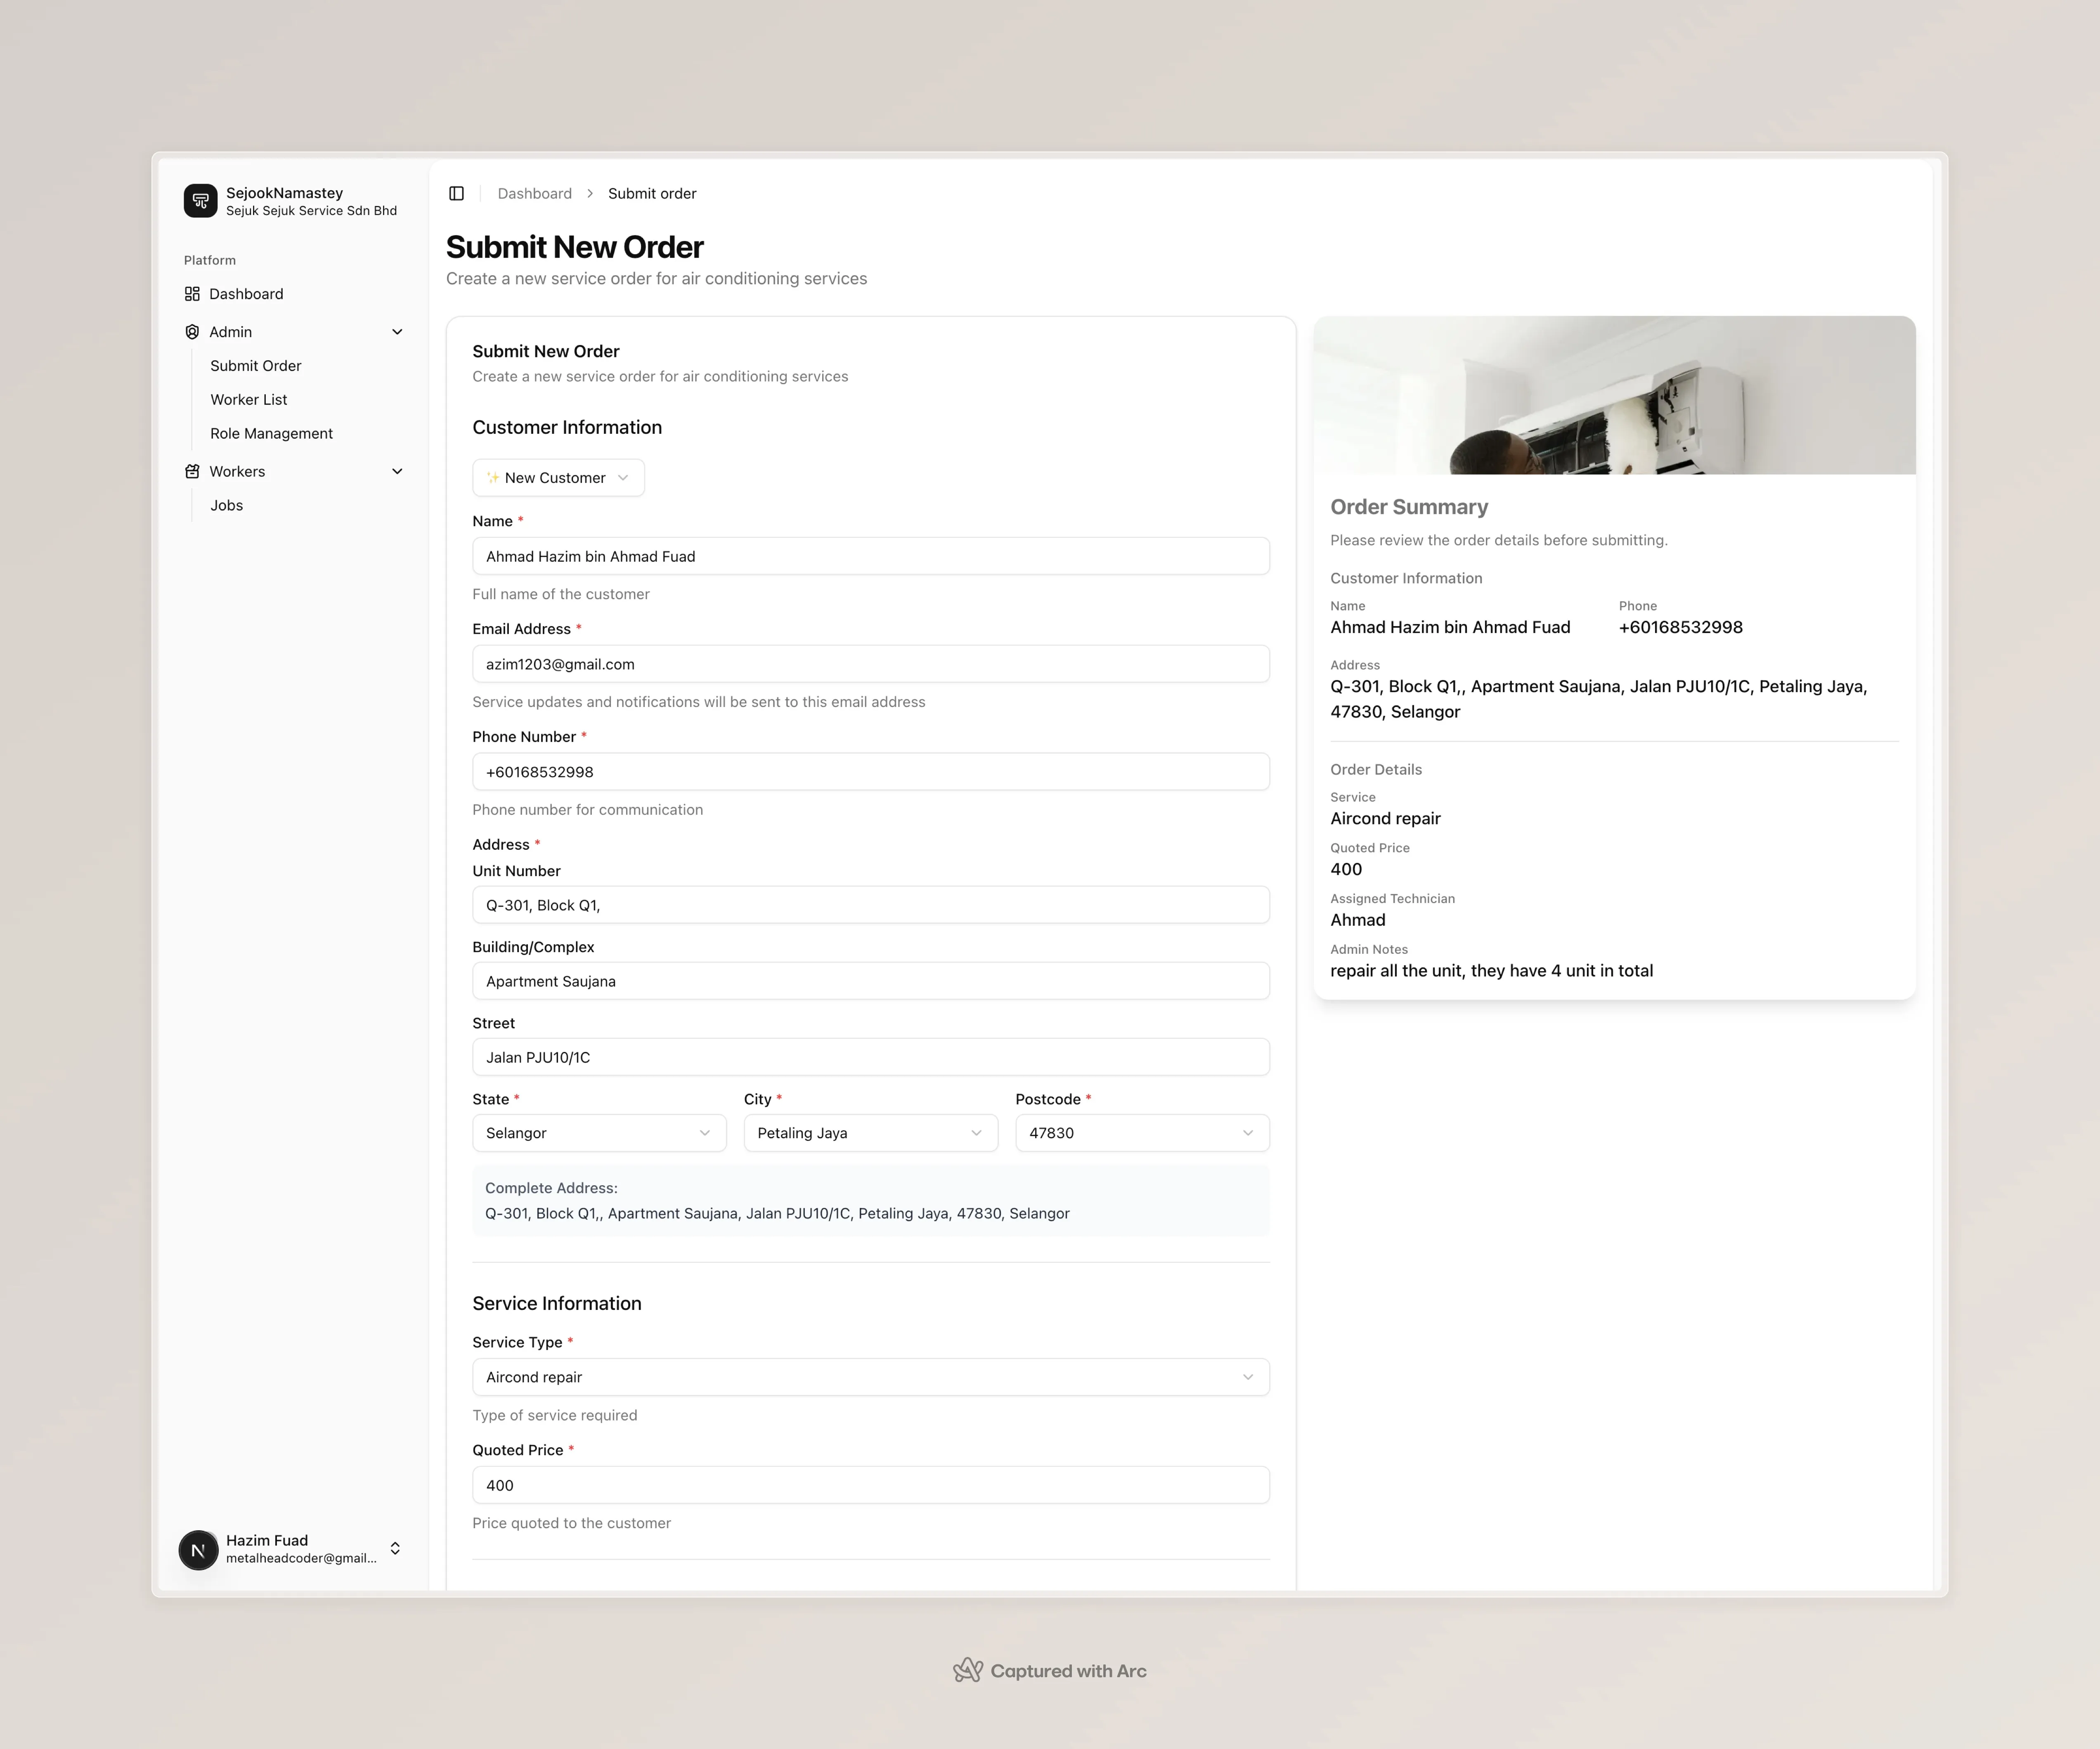 SejookNamastey
Sejuk Sejuk Service Sdn Bhd
Platform
Dashboard
Admin
Submit Order
Worker List
Role Management
Workers
Jobs
N
Hazim Fuad
metalheadcoder@gmail...
Dashboard > Submit order
Submit New Order
Create a new service order for air conditioning services
Submit New Order
Create a new service order for air conditioning services
Customer Information
✨ New Customer
Name *
Ahmad Hazim bin Ahmad Fuad
Full name of the customer
Email Address *
azim1203@gmail.com
Service updates and notifications will be sent to this email address
Phone Number *
+60168532998
Phone number for communication
Address *
Unit Number
Q-301, Block Q1,
Building/Complex
Apartment Saujana
Street
Jalan PJU10/1C
State * City * Postcode *
Selangor Petaling Jaya 47830
Complete Address:
Q-301, Block Q1,, Apartment Saujana, Jalan PJU10/1C, Petaling Jaya, 47830, Selangor
Service Information
Service Type *
Aircond repair
Type of service required
Quoted Price *
400
Price quoted to the customer
Order Summary
Please review the order details before submitting.
Customer Information
Name Phone
Ahmad Hazim bin Ahmad Fuad +60168532998
Address
Q-301, Block Q1,, Apartment Saujana, Jalan PJU10/1C, Petaling Jaya,
47830, Selangor
Order Details
Service
Aircond repair
Quoted Price
400
Assigned Technician
Ahmad
Admin Notes
repair all the unit, they have 4 unit in total
Captured with Arc